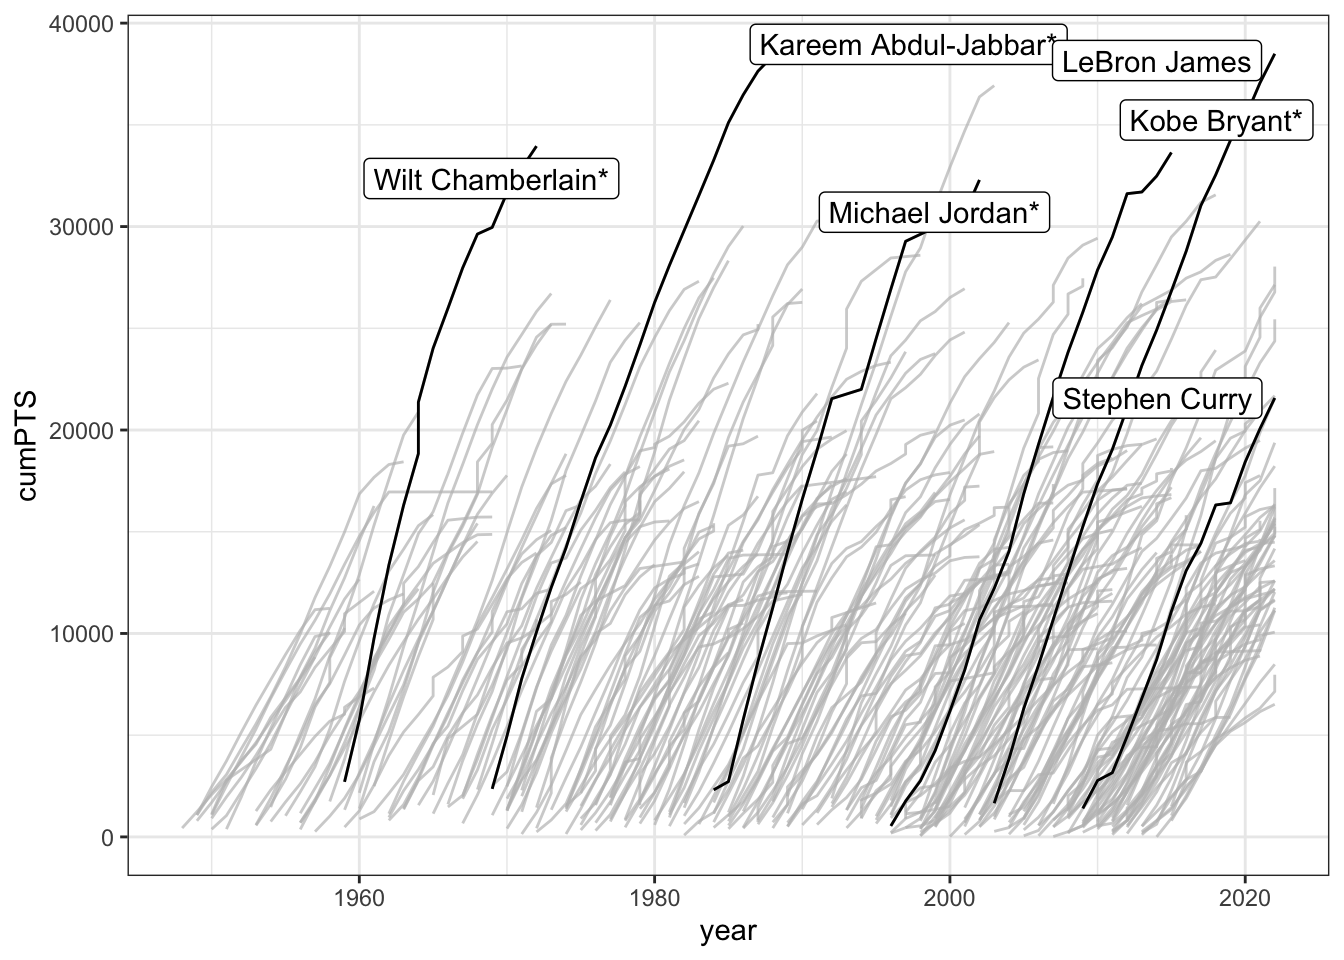 40000
30000
20000
10000
0
cumPTS
Kareem Abdul-Jabbar*
LeBron James
Kobe Bryant*
Wilt Chamberlain*
Michael Jordan*
Stephen Curry
1960
1980
2000
2020
year